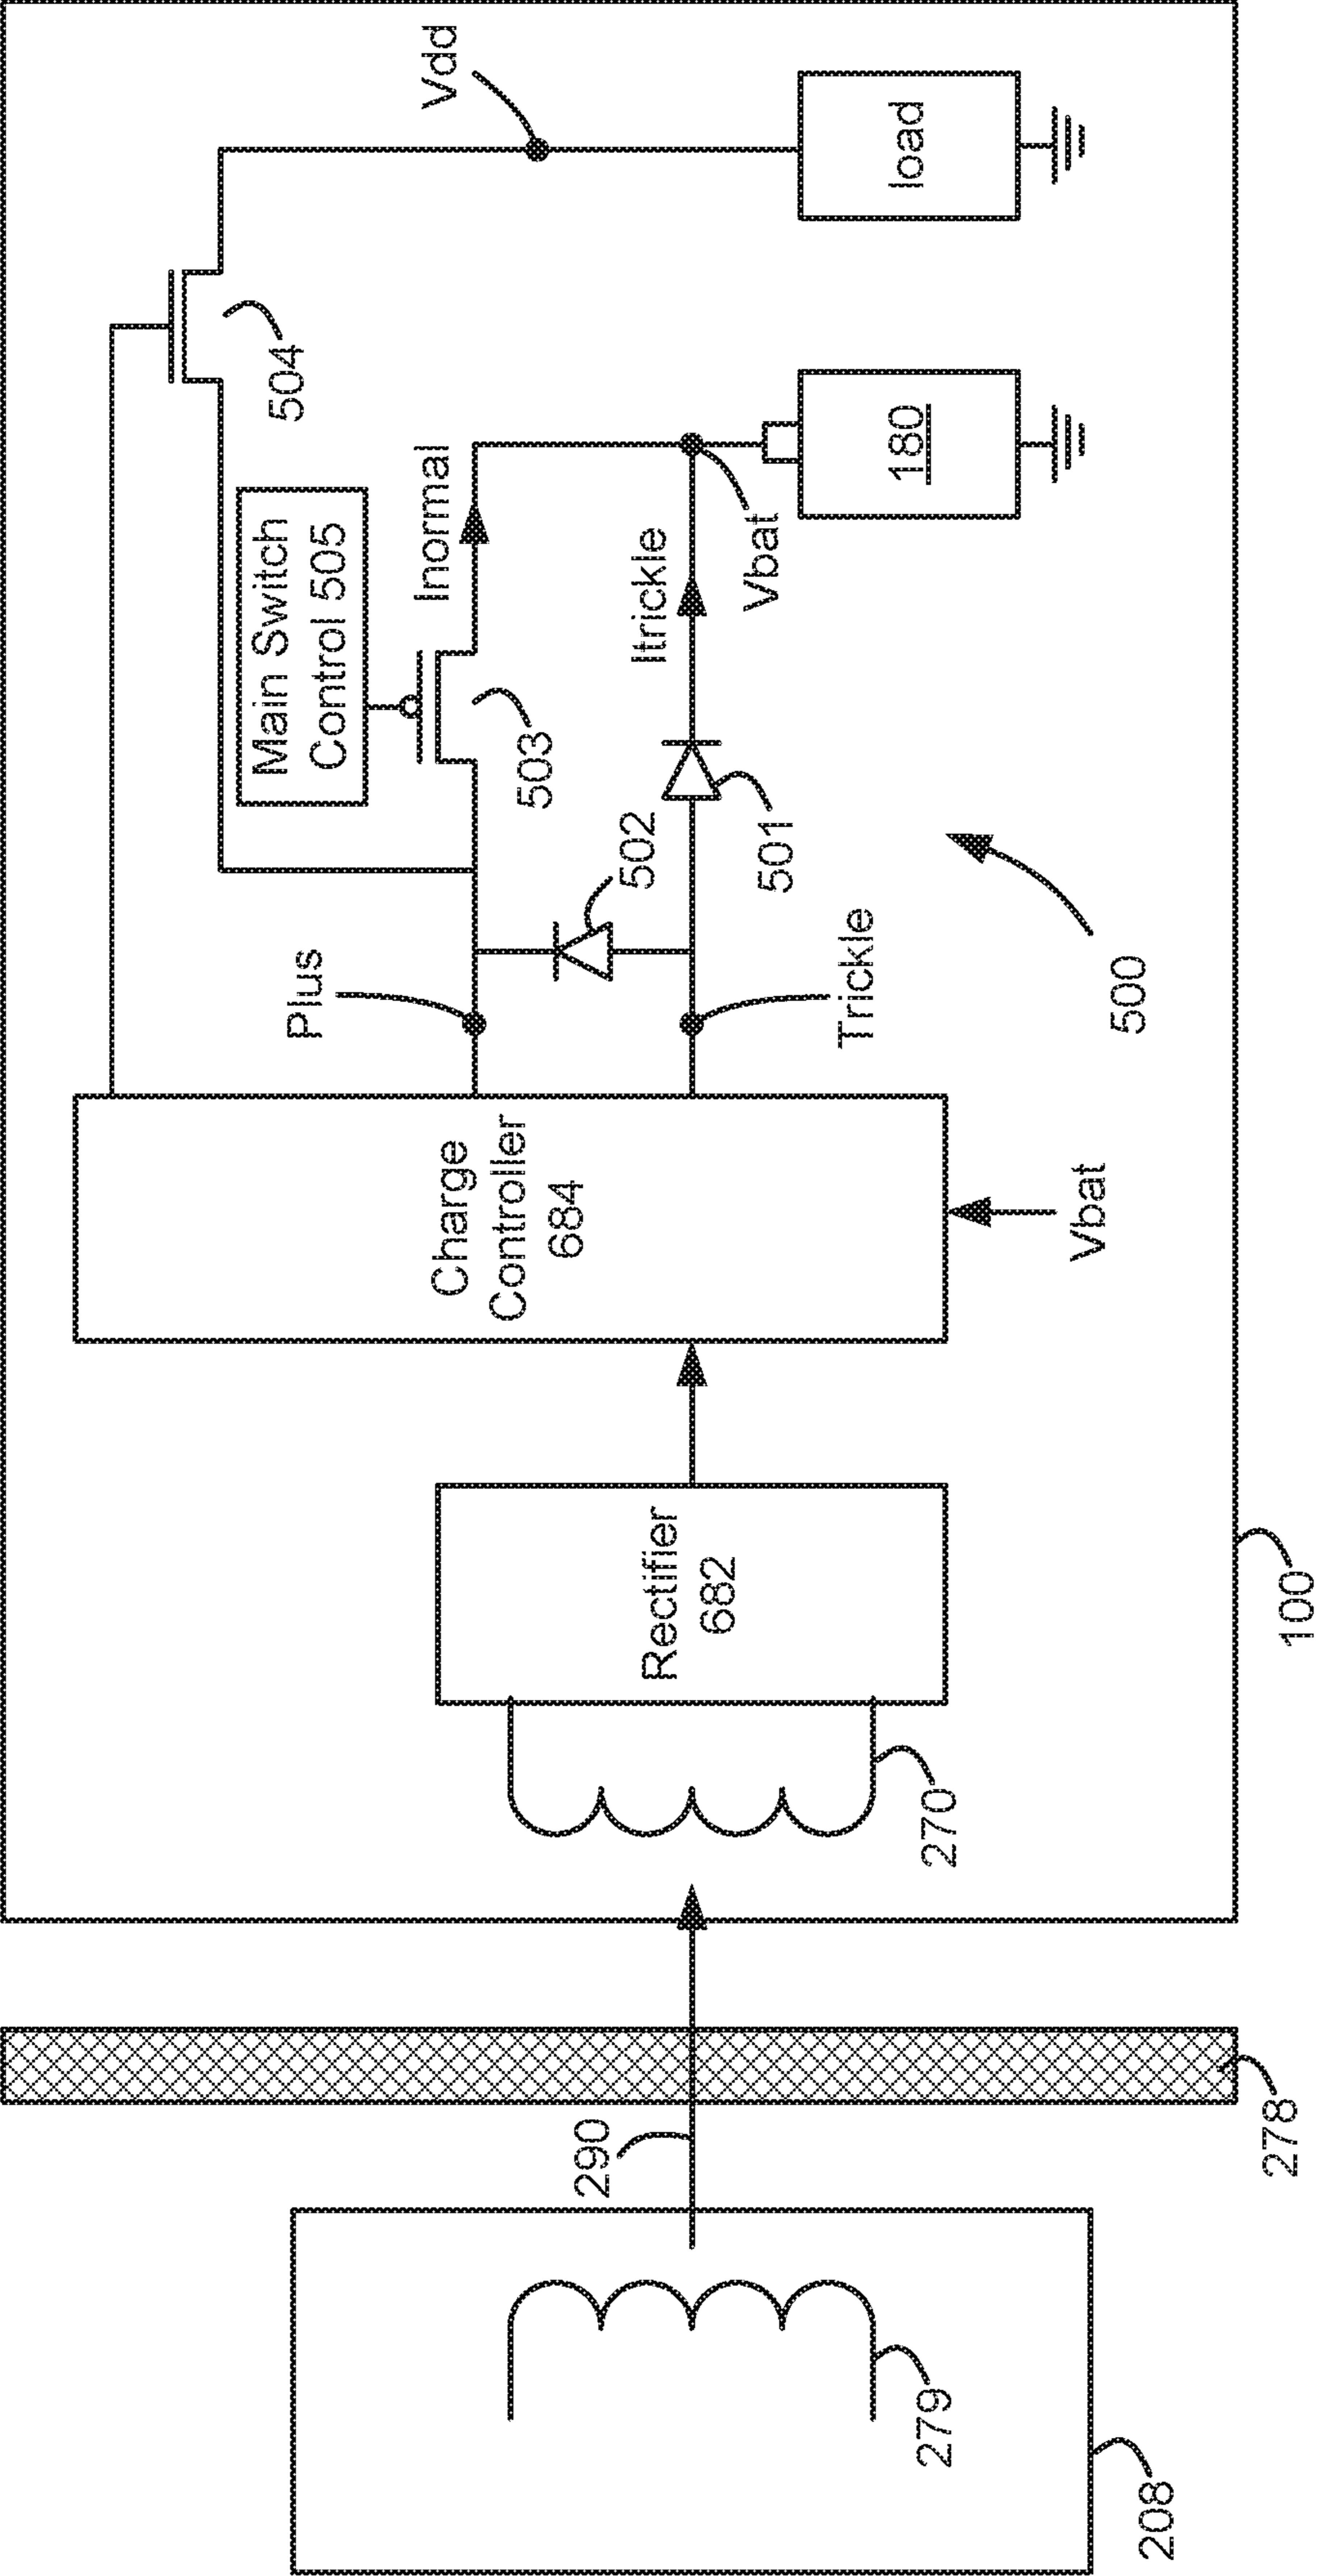 208
279
290
278
100
270
Rectifier
682
Charge
Controller
684
Vbat
500
Plus
Trickle
502
501
503
Main Switch
Control 505
Inormal
Itrickle
Vbat
180
504
Vdd
load